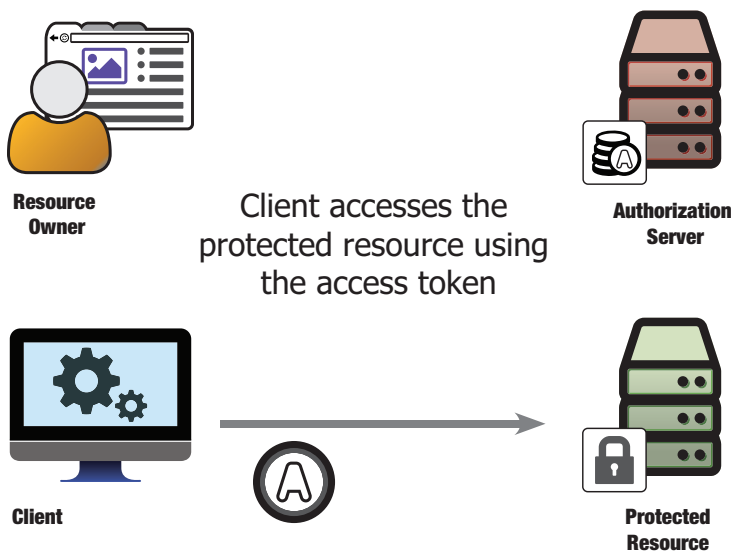 Resource
Owner
Client accesses the
protected resource using
the access token
Authorization
Server
A
Client
A
Protected
Resource